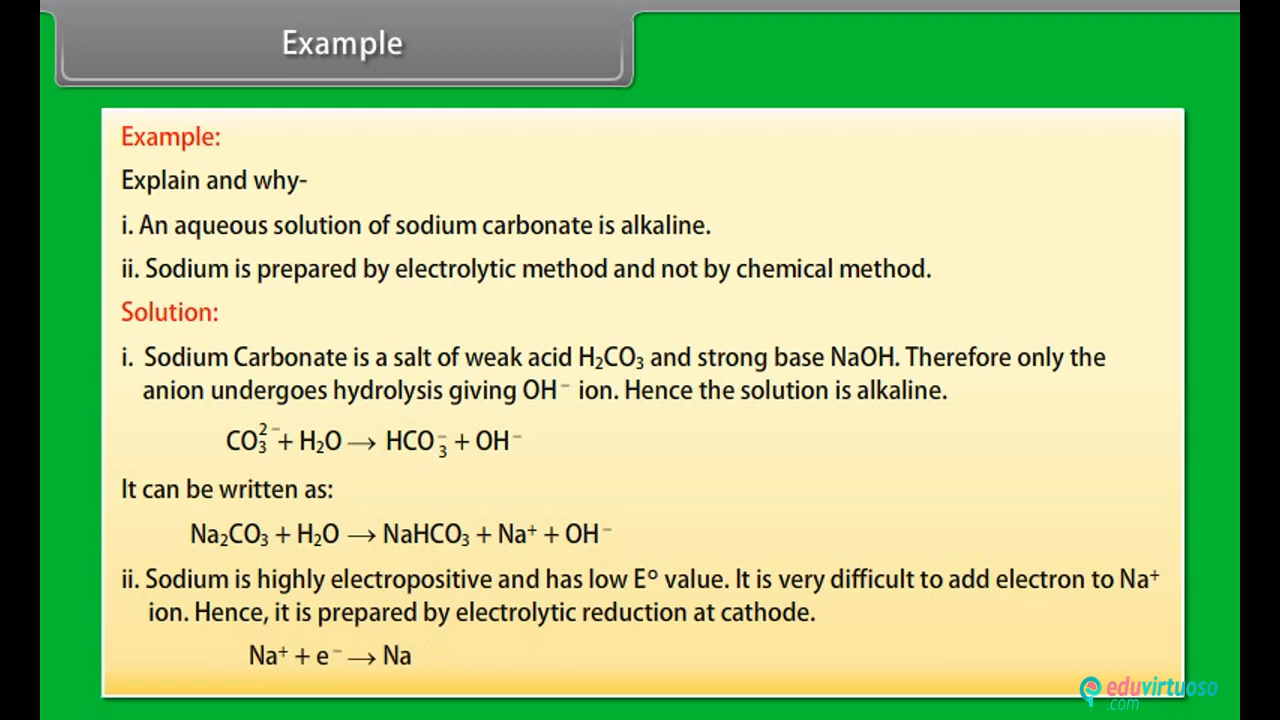 Example
Example:
Explain and why-
i. An aqueous solution of sodium carbonate is alkaline.
ii. Sodium is prepared by electrolytic method and not by chemical method.
Solution:
i. Sodium Carbonate is a salt of weak acid H₂CO₃ and strong base NaOH. Therefore only the
anion undergoes hydrolysis giving OH⁻ ion. Hence the solution is alkaline.
CO₃²⁻ + H₂O → HCO₃⁻ + OH⁻
It can be written as:
Na₂CO₃ + H₂O → NaHCO₃ + Na⁺ + OH⁻
ii. Sodium is highly electropositive and has low E° value. It is very difficult to add electron to Na⁺
ion. Hence, it is prepared by electrolytic reduction at cathode.
Na⁺ + e⁻ → Na
eduvirtuoso
.com